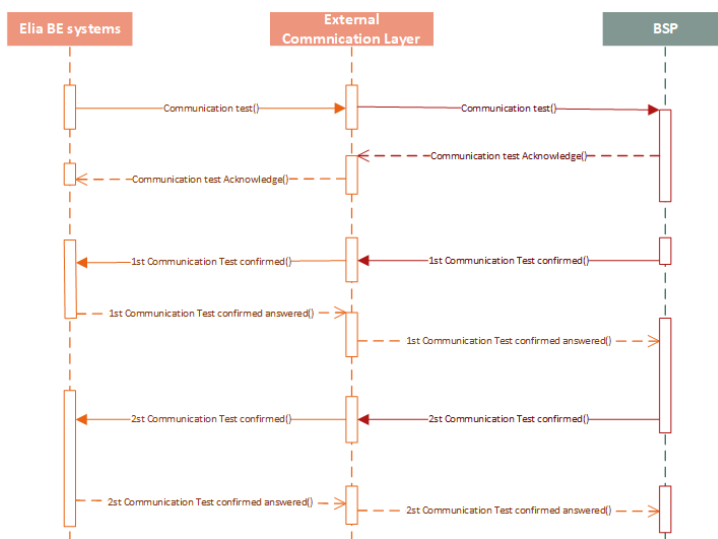 Elia BE systems
External
Commnication Layer
BSP
Communication test()
Communication test()
Communication test Acknowledge()
Communication test Acknowledge()
1st Communication Test confirmed()
1st Communication Test confirmed()
1st Communication Test confirmed answered()
1st Communication Test confirmed answered()
2st Communication Test confirmed()
2st Communication Test confirmed()
2st Communication Test confirmed answered()
2st Communication Test confirmed answered()